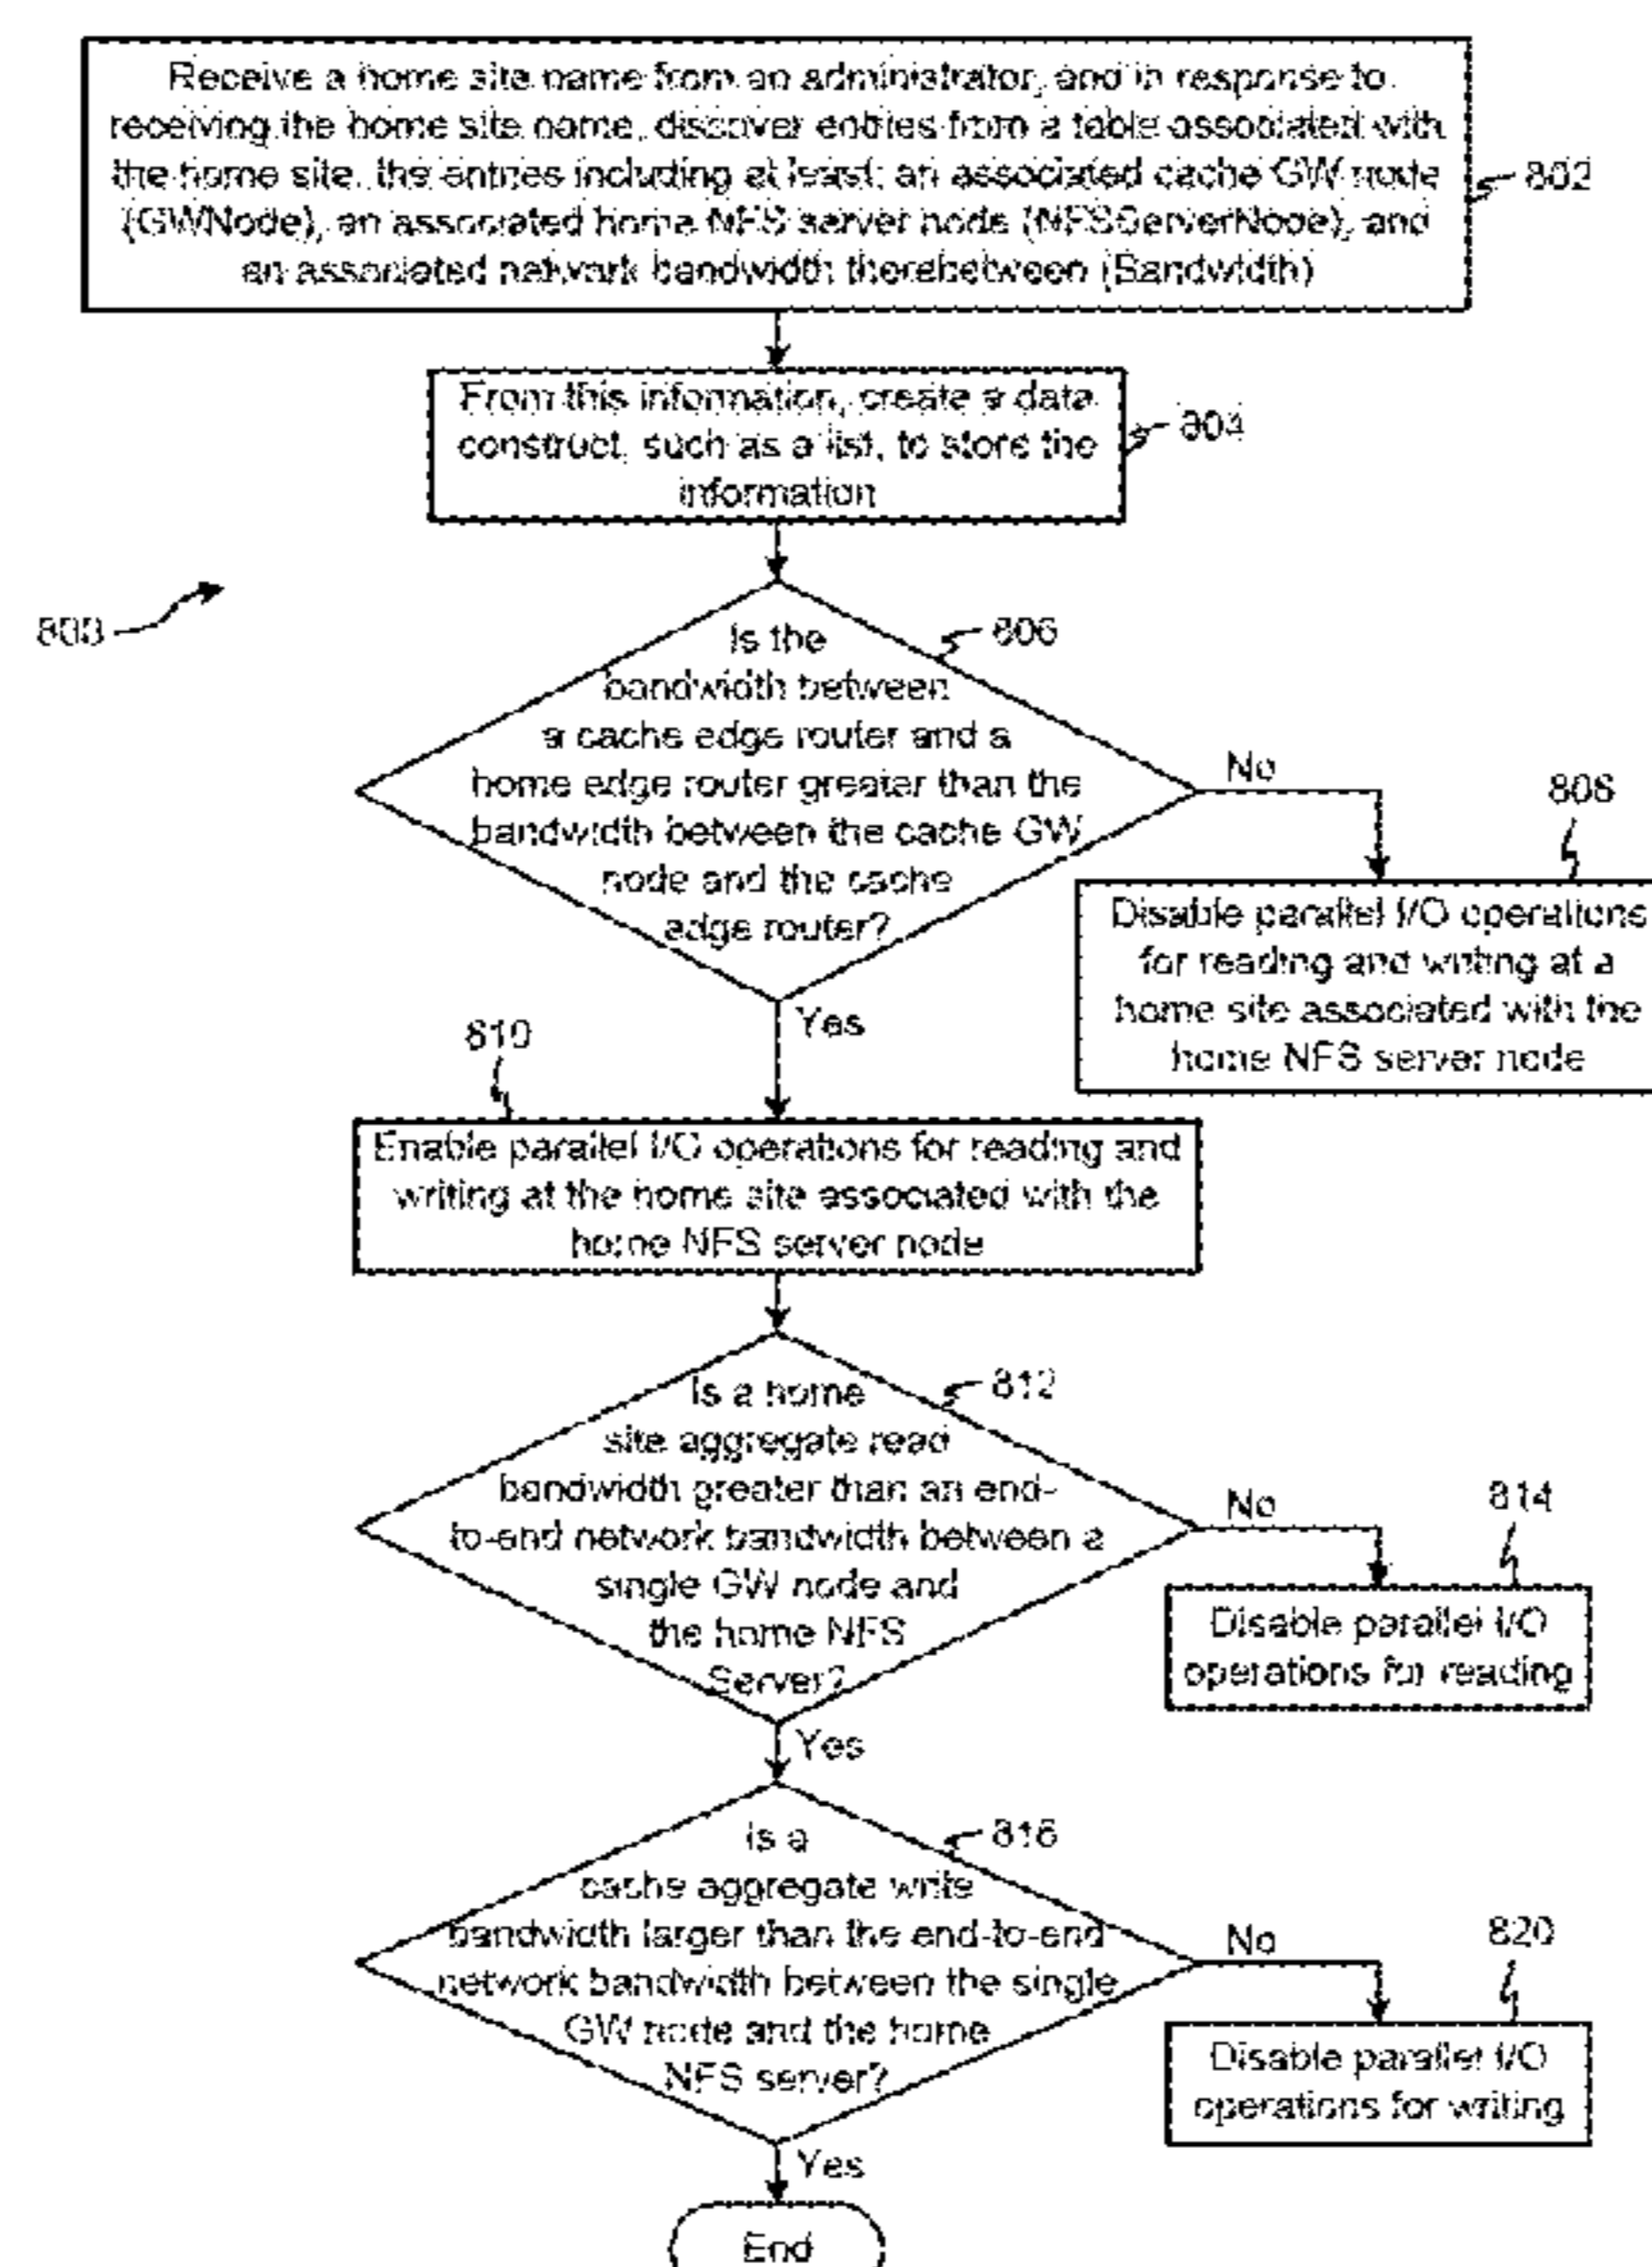 Receive a home site name from an administrator, and in response to
receiving the home site name, discover entries from a table associated with
the home site, the entries including at least: an associated cache GW node
(GWNode), an associated home NFS server node (NFSServerNode), and
an associated network bandwidth therebetween (Bandwidth)
802
From this information, create a data
construct, such as a list, to store the
information
804
800
Is the
bandwidth between
a cache edge router and a
home edge router greater than the
bandwidth between the cache GW
node and the cache
edge router?
806
No
808
Disable parallel I/O operations
for reading and writing at a
home site associated with the
home NFS server node
Yes
810
Enable parallel I/O operations for reading and
writing at the home site associated with the
home NFS server node
Is a home
site aggregate read
bandwidth greater than an end-
to-end network bandwidth between a
single GW node and
the home NFS
Server?
812
No
814
Disable parallel I/O
operations for reading
Yes
Is a
cache aggregate write
bandwidth larger than the end-to-end
network bandwidth between the single
GW node and the home
NFS server?
818
No
820
Disable parallel I/O
operations for writing
Yes
End